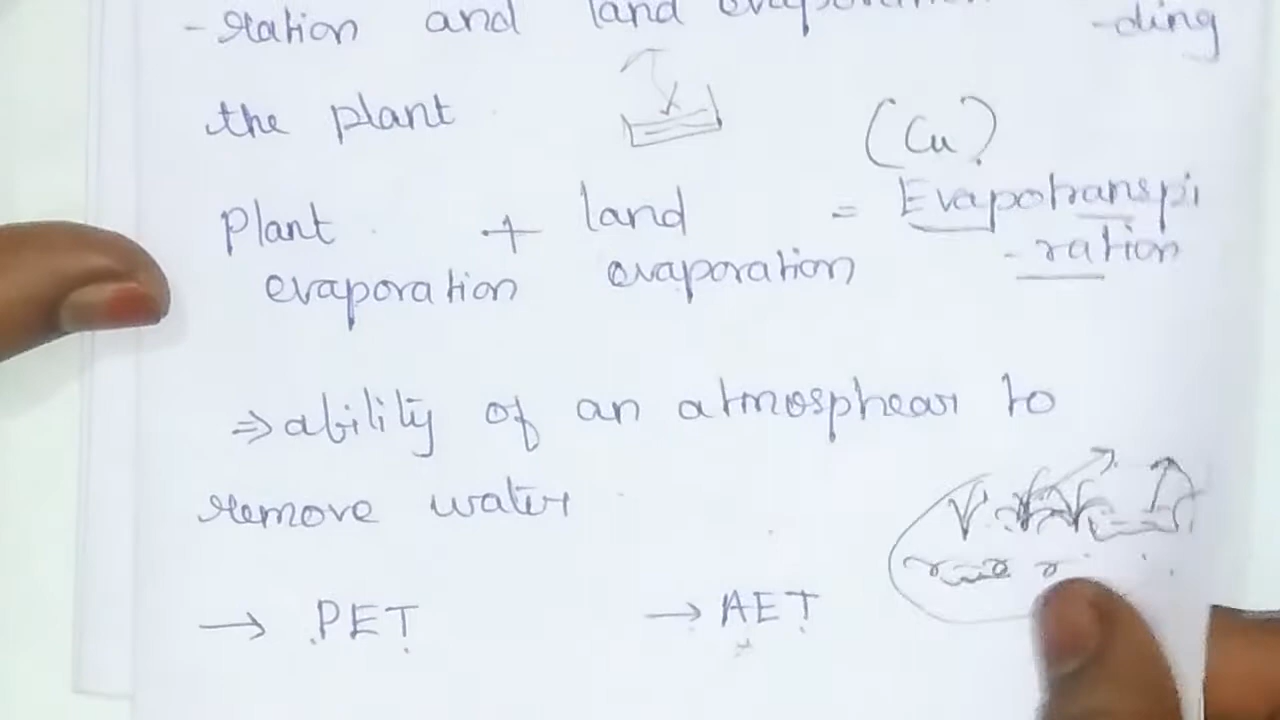 -ration and land evaporation -ding
the plant
(Cu)
Plant + land = Evapotranspi
evaporation evaporation -ration
⇒ ability of an atmosphear to
remove water
→ PET → AET